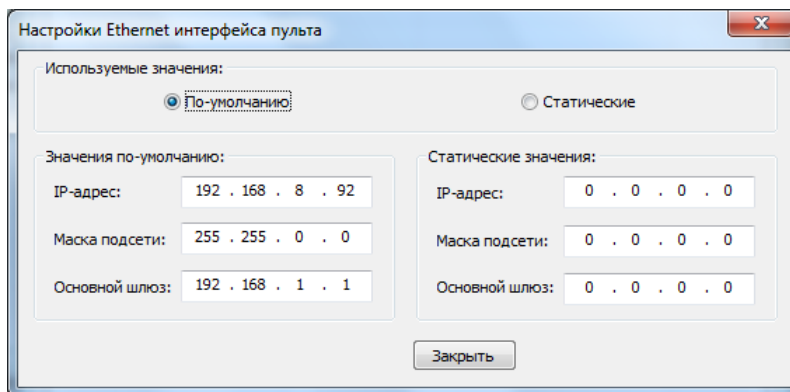 Настройки Ethernet интерфейса пульта
Используемые значения:
По-умолчанию
Статические
Значения по-умолчанию:
IP-адрес: 192 . 168 . 8 . 92
Маска подсети: 255 . 255 . 0 . 0
Основной шлюз: 192 . 168 . 1 . 1
Статические значения:
IP-адрес: 0 . 0 . 0 . 0
Маска подсети: 0 . 0 . 0 . 0
Основной шлюз: 0 . 0 . 0 . 0
Закрыть